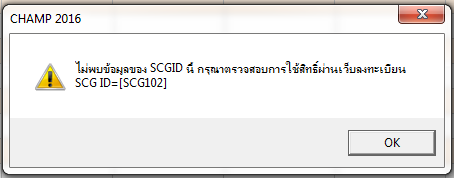 CHAMP 2016
ไม่พบข้อมูลของ SCGID นี้ กรุณาตรวจสอบการใช้สิทธิ์ผ่านเว็บลงทะเบียน
SCG ID=[SCG102]
OK